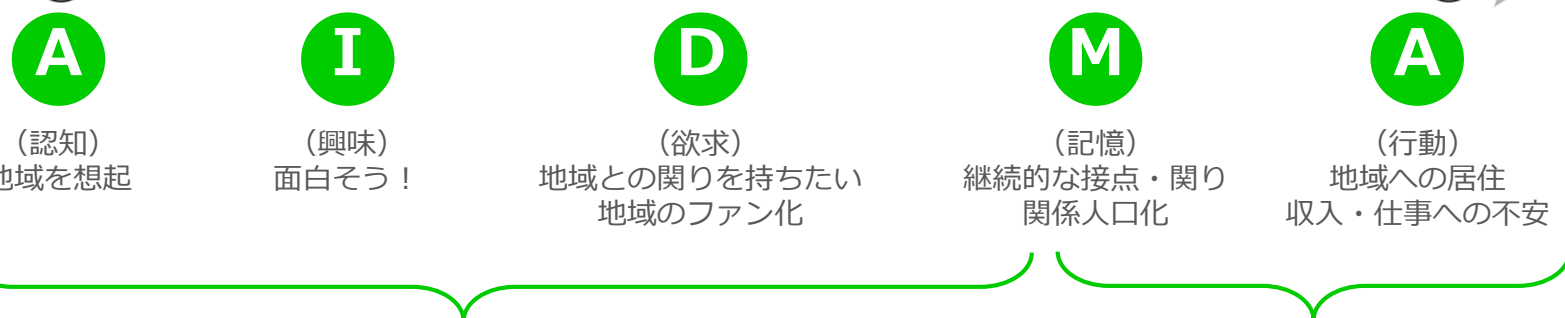 A
I
D
M
A
（認知）
地域を想起
（興味）
面白そう！
（欲求）
地域との関りを持ちたい
地域のファン化
（記憶）
継続的な接点・関り
関係人口化
（行動）
地域への居住
収入・仕事への不安